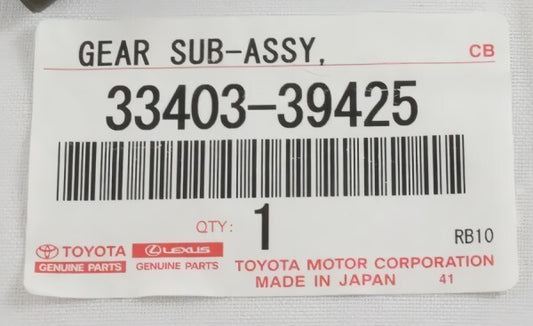 GEAR SUB-ASSY, CB
33403-39425
QTY: 1
RB10
TOYOTA LEXUS
GENUINE PARTS GENUINE PARTS
TOYOTA MOTOR CORPORATION
MADE IN JAPAN 41